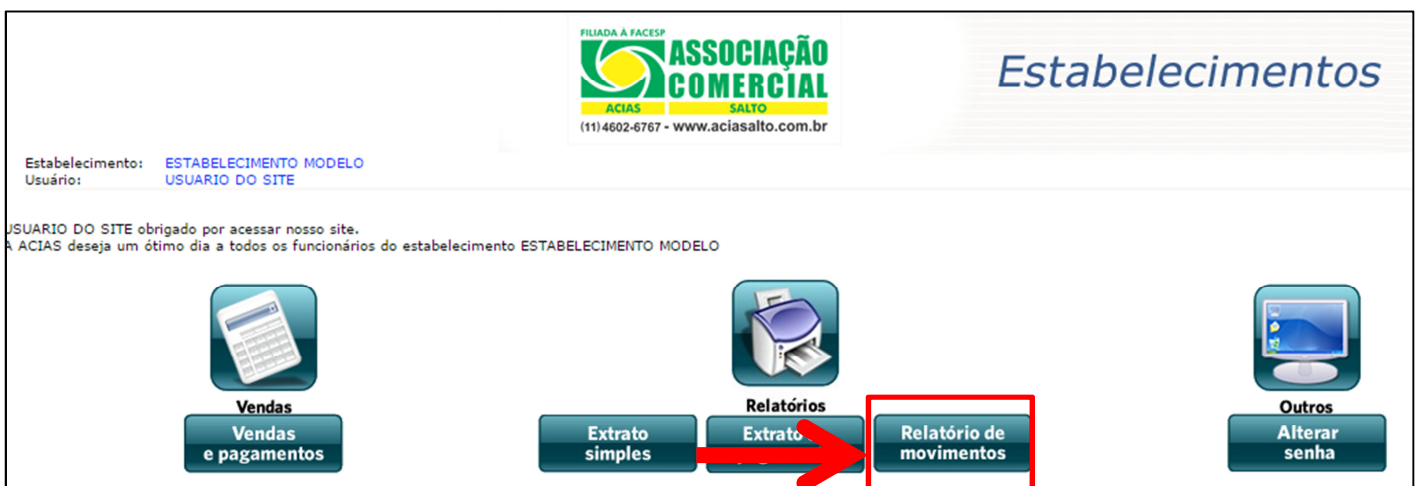 FILIADA À FACESP
ASSOCIAÇÃO
COMERCIAL
ACIAS SALTO
(11) 4602-6767 - www.aciasalto.com.br
Estabelecimentos
Estabelecimento: ESTABELECIMENTO MODELO
Usuário: USUARIO DO SITE
USUARIO DO SITE obrigado por acessar nosso site.
A ACIAS deseja um ótimo dia a todos os funcionários do estabelecimento ESTABELECIMENTO MODELO
Vendas
Vendas
e pagamentos
Relatórios
Extrato
simples
Extrato
Relatório de
movimentos
Outros
Alterar
senha